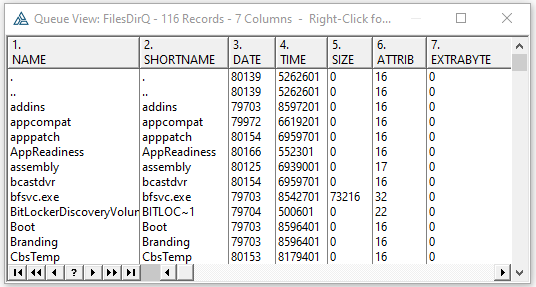 Queue View: FilesDirQ - 116 Records - 7 Columns - Right-Click fo...
1. 2. 3. 4. 5. 6. 7.
NAME SHORTNAME DATE TIME SIZE ATTRIB EXTRABYTE
. . 80139 5262601 0 16 0
.. .. 80139 5262601 0 16 0
addins addins 79703 8597201 0 16 0
appcompat appcompat 79972 6619201 0 16 0
apppatch apppatch 80154 6959701 0 16 0
AppReadiness AppReadiness 80166 552301 0 16 0
assembly assembly 80125 6939001 0 17 0
bcastdvr bcastdvr 80154 6959701 0 16 0
bfsvc.exe bfsvc.exe 79703 8542701 73216 32 0
BitLockerDiscoveryVolun BITLOC~1 79704 500601 0 22 0
Boot Boot 79703 8596401 0 16 0
Branding Branding 79703 8596401 0 16 0
CbsTemp CbsTemp 80153 8179401 0 16 0
?